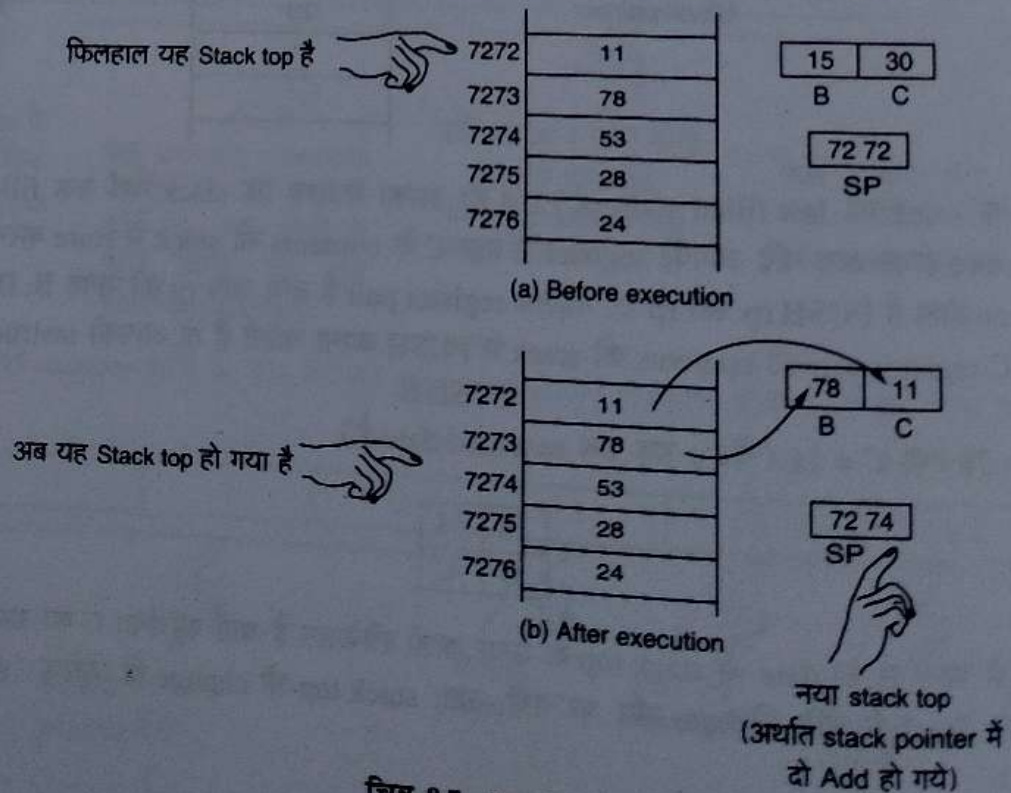 फिलहाल यह Stack top है
7272 11
7273 78
7274 53
7275 28
7276 24
15 30
B C
72 72
SP
(a) Before execution
अब यह Stack top हो गया है
7272 11
7273 78
7274 53
7275 28
7276 24
78 11
B C
72 74
SP
(b) After execution
नया stack top
(अर्थात stack pointer में
दो Add हो गये)